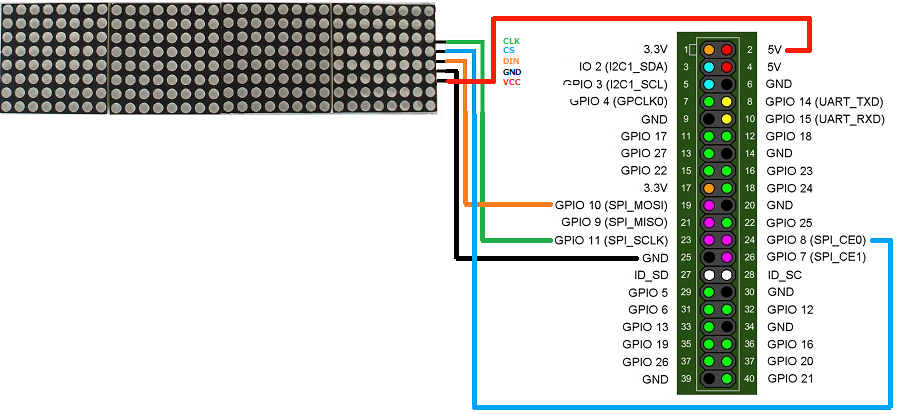 CLK
CS
DIN
GND
VCC
3.3V 1 2 5V
IO 2 (I2C1_SDA) 3 4 5V
GPIO 3 (I2C1_SCL) 5 6 GND
GPIO 4 (GPCLK0) 7 8 GPIO 14 (UART_TXD)
GND 9 10 GPIO 15 (UART_RXD)
GPIO 17 11 12 GPIO 18
GPIO 27 13 14 GND
GPIO 22 15 16 GPIO 23
3.3V 17 18 GPIO 24
GPIO 10 (SPI_MOSI) 19 20 GND
GPIO 9 (SPI_MISO) 21 22 GPIO 25
GPIO 11 (SPI_SCLK) 23 24 GPIO 8 (SPI_CE0)
GND 25 26 GPIO 7 (SPI_CE1)
ID_SD 27 28 ID_SC
GPIO 5 29 30 GND
GPIO 6 31 32 GPIO 12
GPIO 13 33 34 GND
GPIO 19 35 36 GPIO 16
GPIO 26 37 37 GPIO 20
GND 39 40 GPIO 21